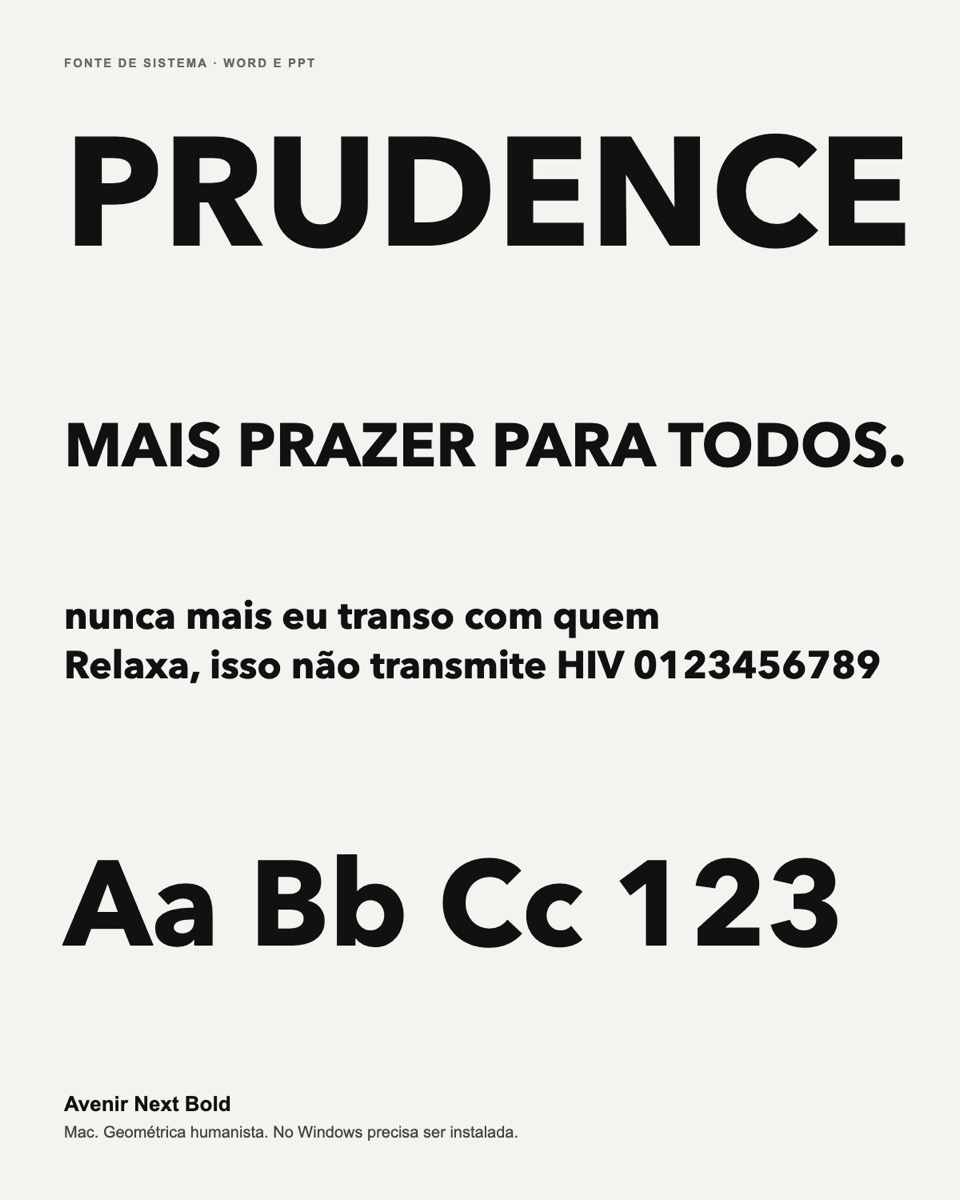 FONTE DE SISTEMA · WORD E PPT
PRUDENCE
MAIS PRAZER PARA TODOS.
nunca mais eu transo com quem
Relaxa, isso não transmite HIV 0123456789
Aa Bb Cc 123
Avenir Next Bold
Mac. Geométrica humanista. No Windows precisa ser instalada.